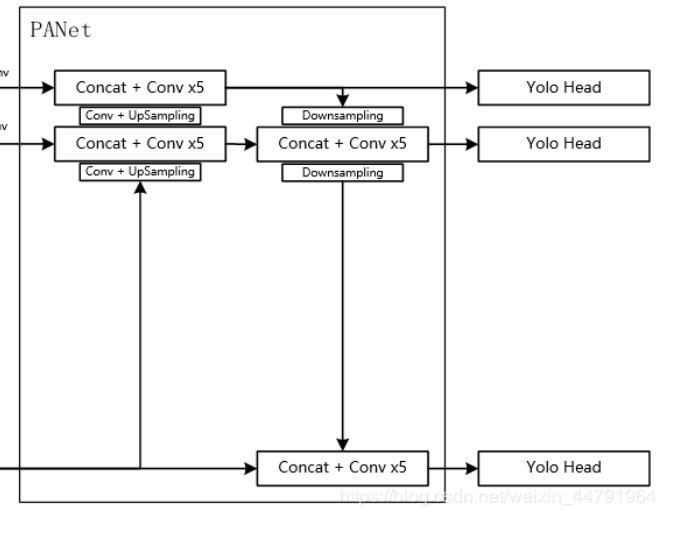 PANet
Concat + Conv x5
Yolo Head
Conv + UpSampling
Downsampling
Concat + Conv x5
Concat + Conv x5
Yolo Head
Conv + UpSampling
Downsampling
Concat + Conv x5
Yolo Head
https://blog.csdn.net/weixin_44791964